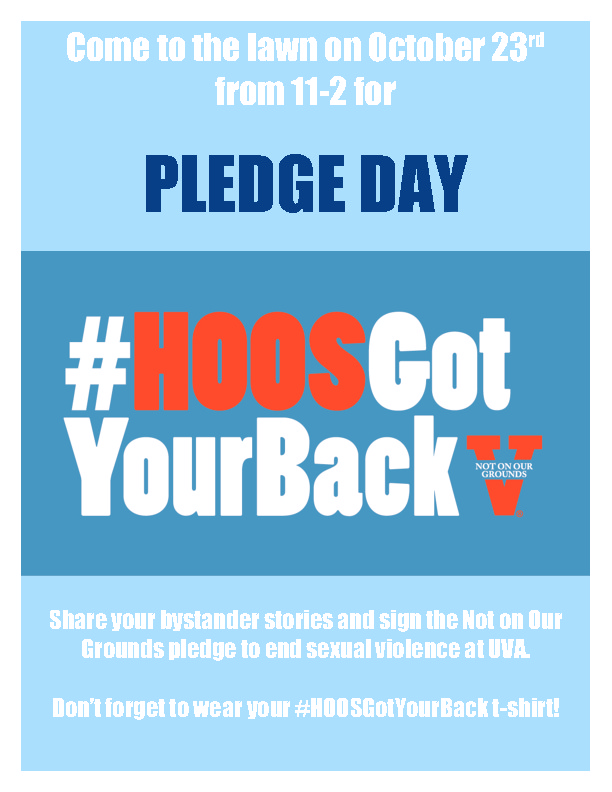 Come to the lawn on October 23rd
from 11-2 for
PLEDGE DAY
#HOOSGot
YourBack
NOT ON OUR
GROUNDS
V
Share your bystander stories and sign the Not on Our
Grounds pledge to end sexual violence at UVA.
Don't forget to wear your #HOOSGotYourBack t-shirt!